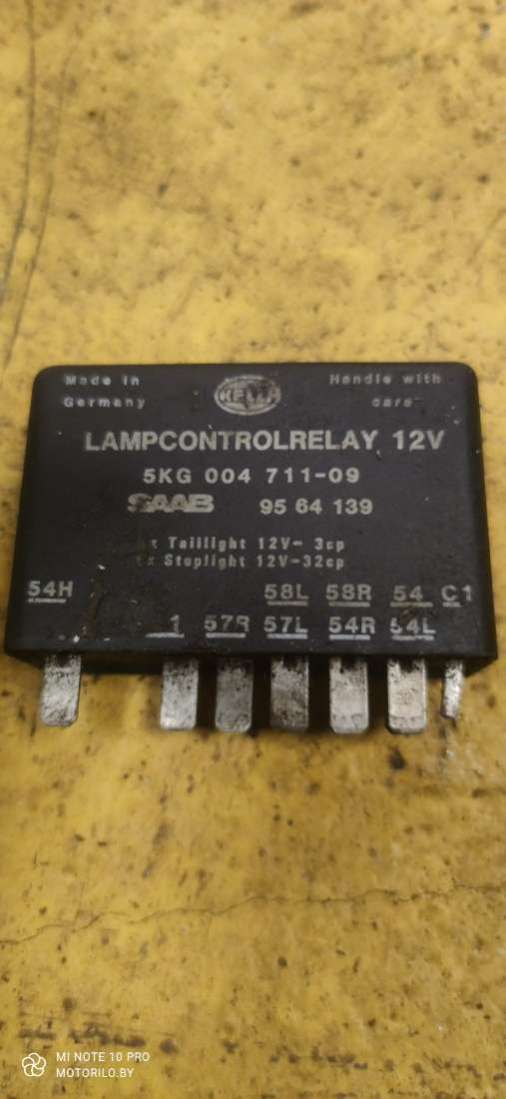 Made in
Germany
HELLA
Handle with
care
LAMPCONTROLRELAY 12V
5KG 004 711-09
SAAB 95 64 139
x Taillight 12V- 3cp
x Stoplight 12V-32cp
54H 58L 58R 54 C1
1 57R 57L 54R 54L
MI NOTE 10 PRO
MOTORILO.BY